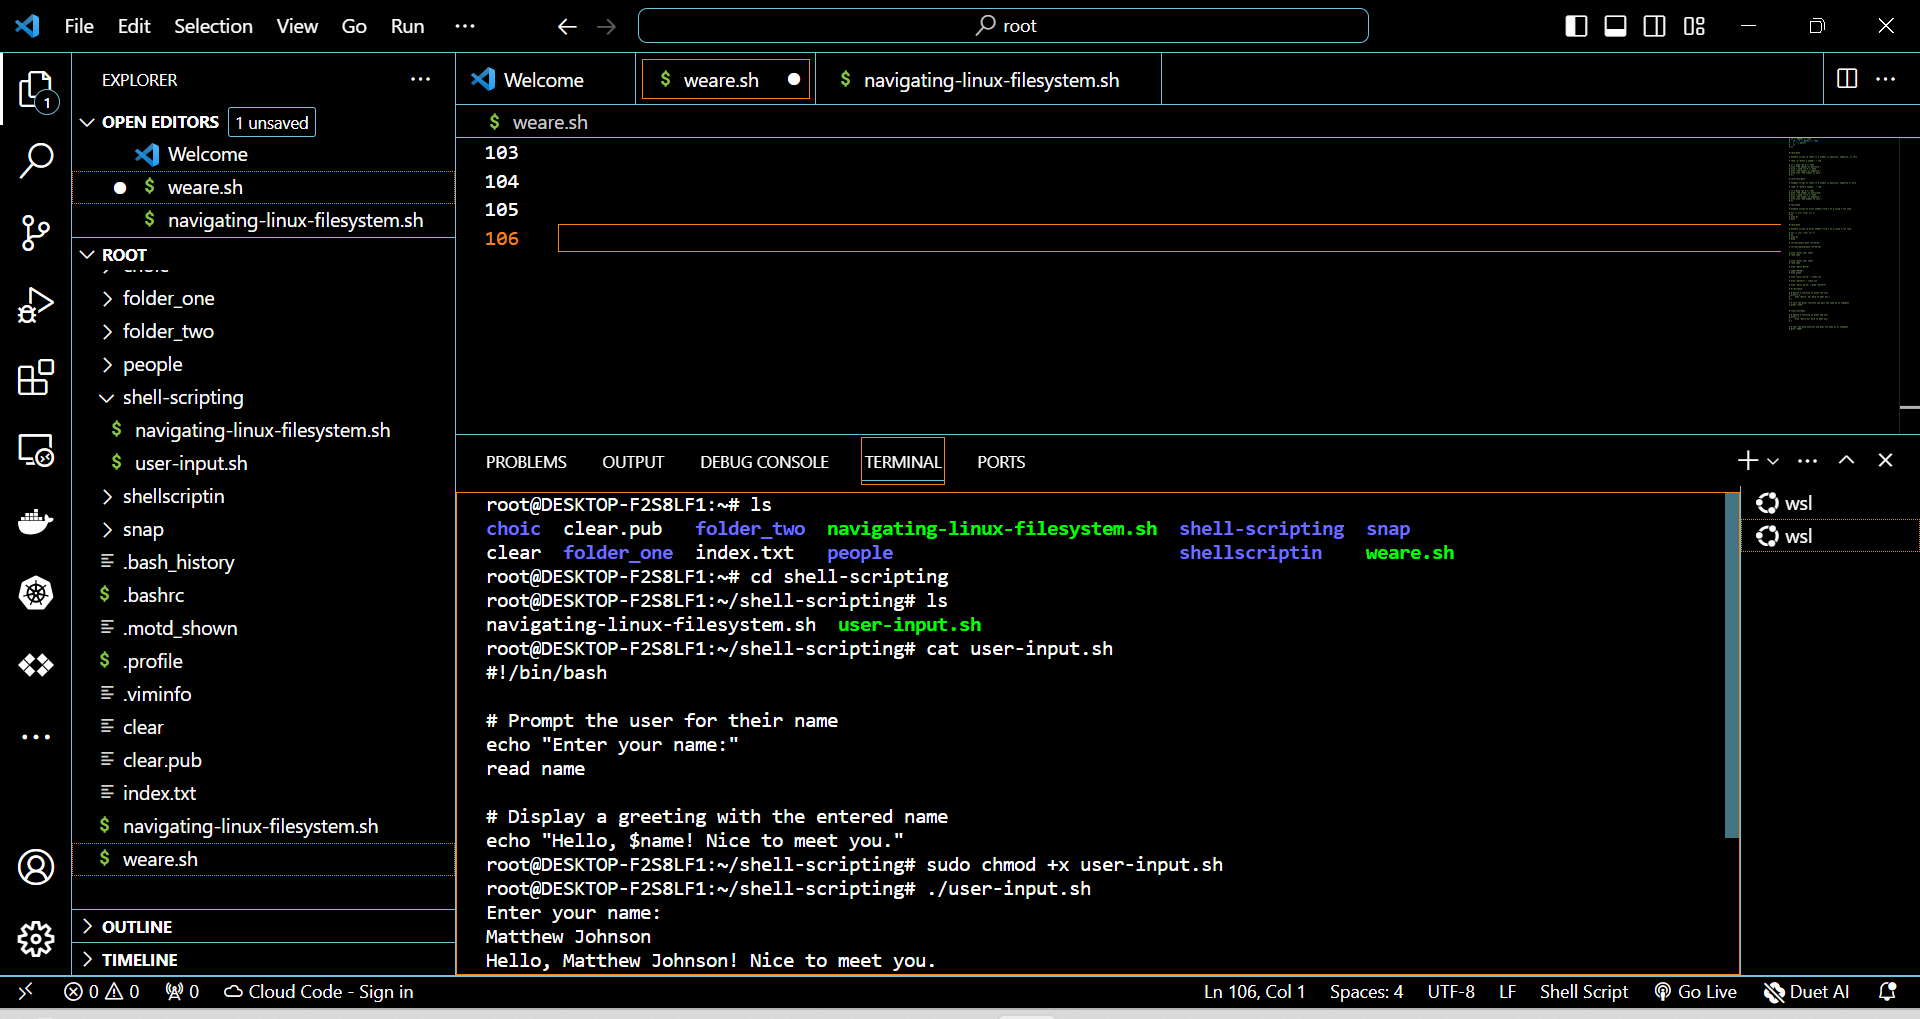 File Edit Selection View Go Run ··· root
EXPLORER ···
OPEN EDITORS 1 unsaved
Welcome
$ weare.sh
$ navigating-linux-filesystem.sh
ROOT
folder_one
folder_two
people
shell-scripting
$ navigating-linux-filesystem.sh
$ user-input.sh
shellscriptin
snap
.bash_history
$ .bashrc
.motd_shown
$ .profile
.viminfo
clear
clear.pub
index.txt
$ navigating-linux-filesystem.sh
$ weare.sh
OUTLINE
TIMELINE
1
Welcome $ weare.sh $ navigating-linux-filesystem.sh
$ weare.sh
103
104
105
106
PROBLEMS OUTPUT DEBUG CONSOLE TERMINAL PORTS
root@DESKTOP-F2S8LF1:~# ls
choic clear.pub folder_two navigating-linux-filesystem.sh shell-scripting snap
clear folder_one index.txt people shellscriptin weare.sh
root@DESKTOP-F2S8LF1:~# cd shell-scripting
root@DESKTOP-F2S8LF1:~/shell-scripting# ls
navigating-linux-filesystem.sh user-input.sh
root@DESKTOP-F2S8LF1:~/shell-scripting# cat user-input.sh
#!/bin/bash

# Prompt the user for their name
echo "Enter your name:"
read name

# Display a greeting with the entered name
echo "Hello, $name! Nice to meet you."
root@DESKTOP-F2S8LF1:~/shell-scripting# sudo chmod +x user-input.sh
root@DESKTOP-F2S8LF1:~/shell-scripting# ./user-input.sh
Enter your name:
Matthew Johnson
Hello, Matthew Johnson! Nice to meet you.
wsl
wsl
0 0 0 Cloud Code - Sign in Ln 106, Col 1 Spaces: 4 UTF-8 LF Shell Script Go Live Duet AI